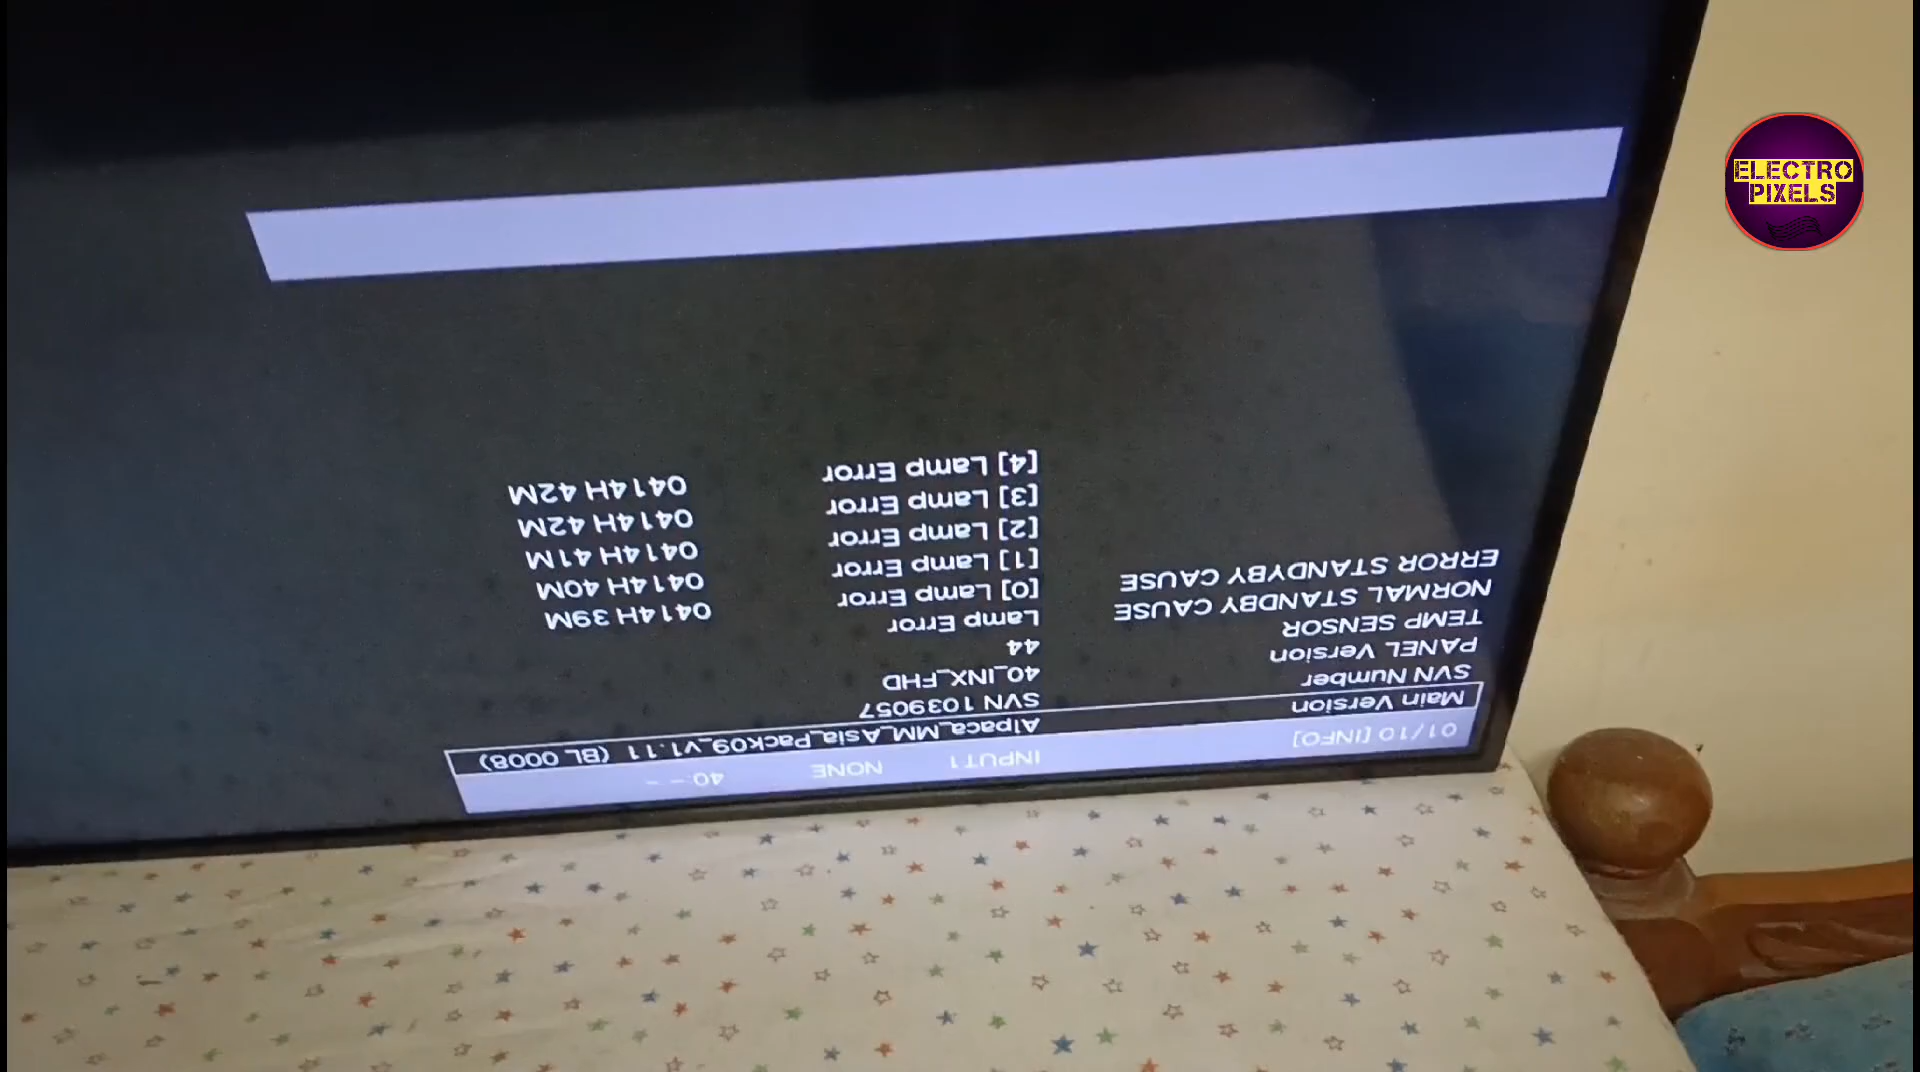 01/10 [INFO] INPUT1 NONE 40 - -
Main Version Alpaca_MM_Asia_Pack09_v1.11 (BL 0008)
SVN Number SVN 1039057
PANEL Version 40_INX_FHD
TEMP SENSOR 44
NORMAL STANDBY CAUSE Lamp Error
ERROR STANDYBY CAUSE [0] Lamp Error 0414H 39M
[1] Lamp Error 0414H 40M
[2] Lamp Error 0414H 41M
[3] Lamp Error 0414H 42M
[4] Lamp Error 0414H 42M
ELECTRO
PIXELS